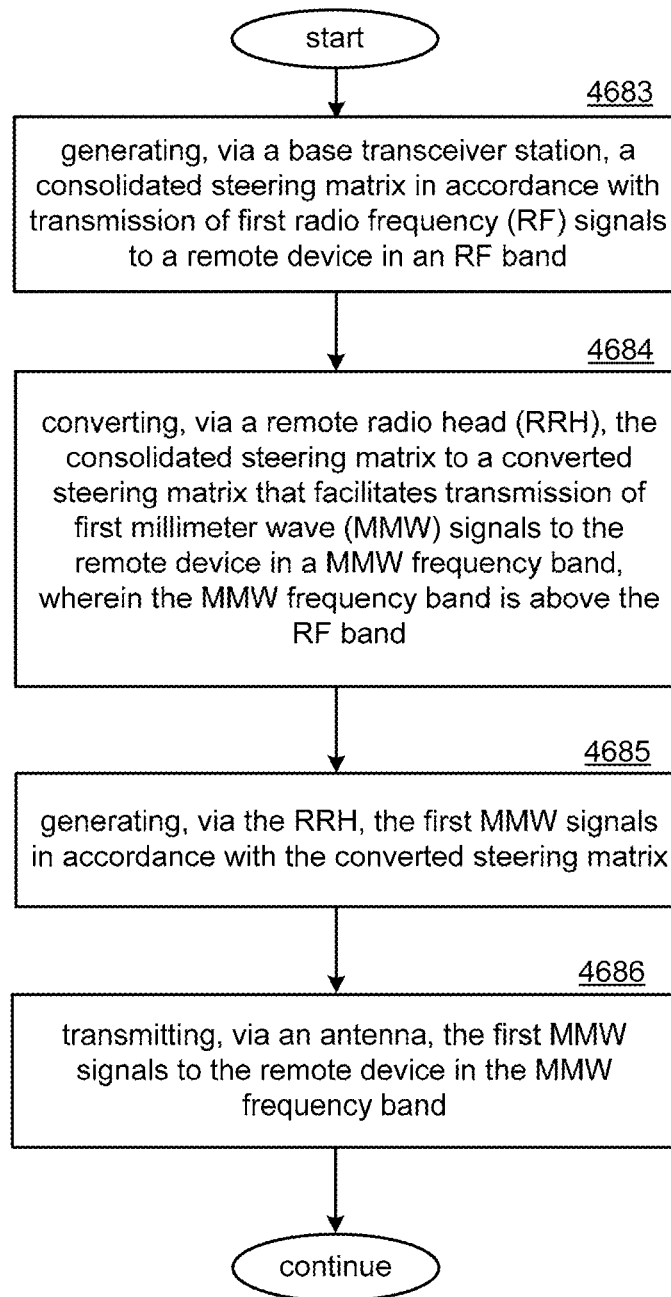 start
4683
generating, via a base transceiver station, a
consolidated steering matrix in accordance with
transmission of first radio frequency (RF) signals
to a remote device in an RF band
4684
converting, via a remote radio head (RRH), the
consolidated steering matrix to a converted
steering matrix that facilitates transmission of
first millimeter wave (MMW) signals to the
remote device in a MMW frequency band,
wherein the MMW frequency band is above the
RF band
4685
generating, via the RRH, the first MMW signals
in accordance with the converted steering matrix
4686
transmitting, via an antenna, the first MMW
signals to the remote device in the MMW
frequency band
continue